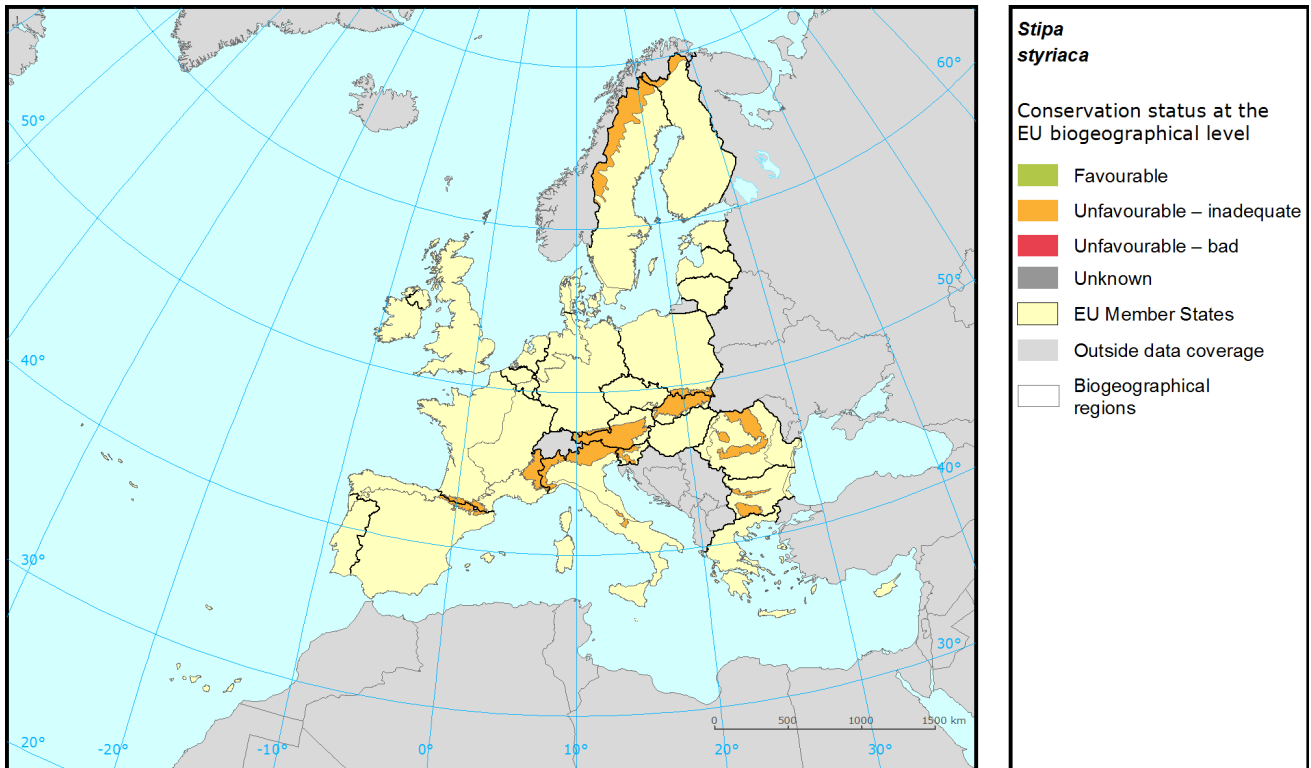 60°
50°
50°
40°
40°
30°
30°
0 500 1000 1500 km
20° -20° -10° 0° 10° 20° 30°
Stipa
styriaca
Conservation status at the
EU biogeographical level
Favourable
Unfavourable – inadequate
Unfavourable – bad
Unknown
EU Member States
Outside data coverage
Biogeographical
regions